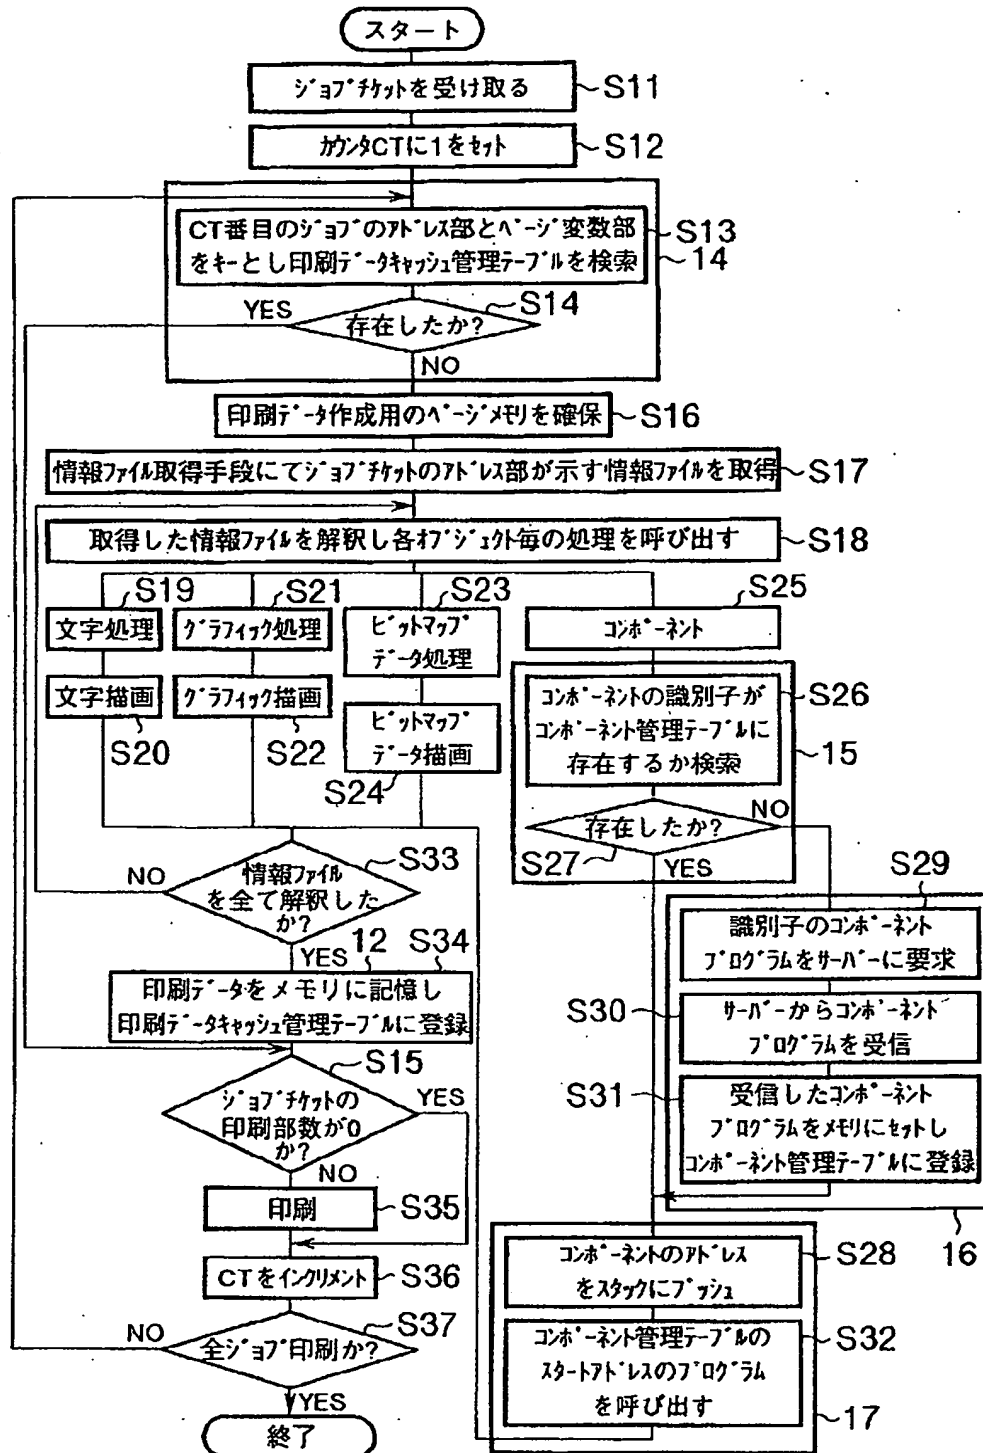 スタート
ジョブチケットを受け取る
S11
カウンタCTに1をセット
S12
CT番目のジョブのアドレス部とページ変数部
をキーとし印刷データキャッシュ管理テーブルを検索
S13
14
YES
S14
存在したか?
NO
印刷データ作成用のページメモリを確保
S16
情報ファイル取得手段にてジョブチケットのアドレス部が示す情報ファイルを取得
S17
取得した情報ファイルを解釈し各オブジェクト毎の処理を呼び出す
S18
S19
文字処理
文字描画
S20
S21
グラフィック処理
グラフィック描画
S22
S23
ビットマップ
データ処理
ビットマップ
データ描画
S24
S25
コンポーネント
コンポーネントの識別子が
コンポーネント管理テーブルに
存在するか検索
S26
15
存在したか?
NO
S27
YES
S29
識別子のコンポーネント
プログラムをサーバーに要求
S30
サーバーからコンポーネント
プログラムを受信
S31
受信したコンポーネント
プログラムをメモリにセットし
コンポーネント管理テーブルに登録
16
コンポーネントのアドレス
をスタックにプッシュ
S28
コンポーネント管理テーブルの
スタートアドレスのプログラム
を呼び出す
S32
17
NO
情報ファイル
を全て解釈した
か?
S33
YES
12
S34
印刷データをメモリに記憶し
印刷データキャッシュ管理テーブルに登録
S15
ジョブチケットの
印刷部数が0
か?
YES
NO
印刷
S35
CTをインクリメント
S36
NO
全ジョブ印刷か?
S37
YES
終了